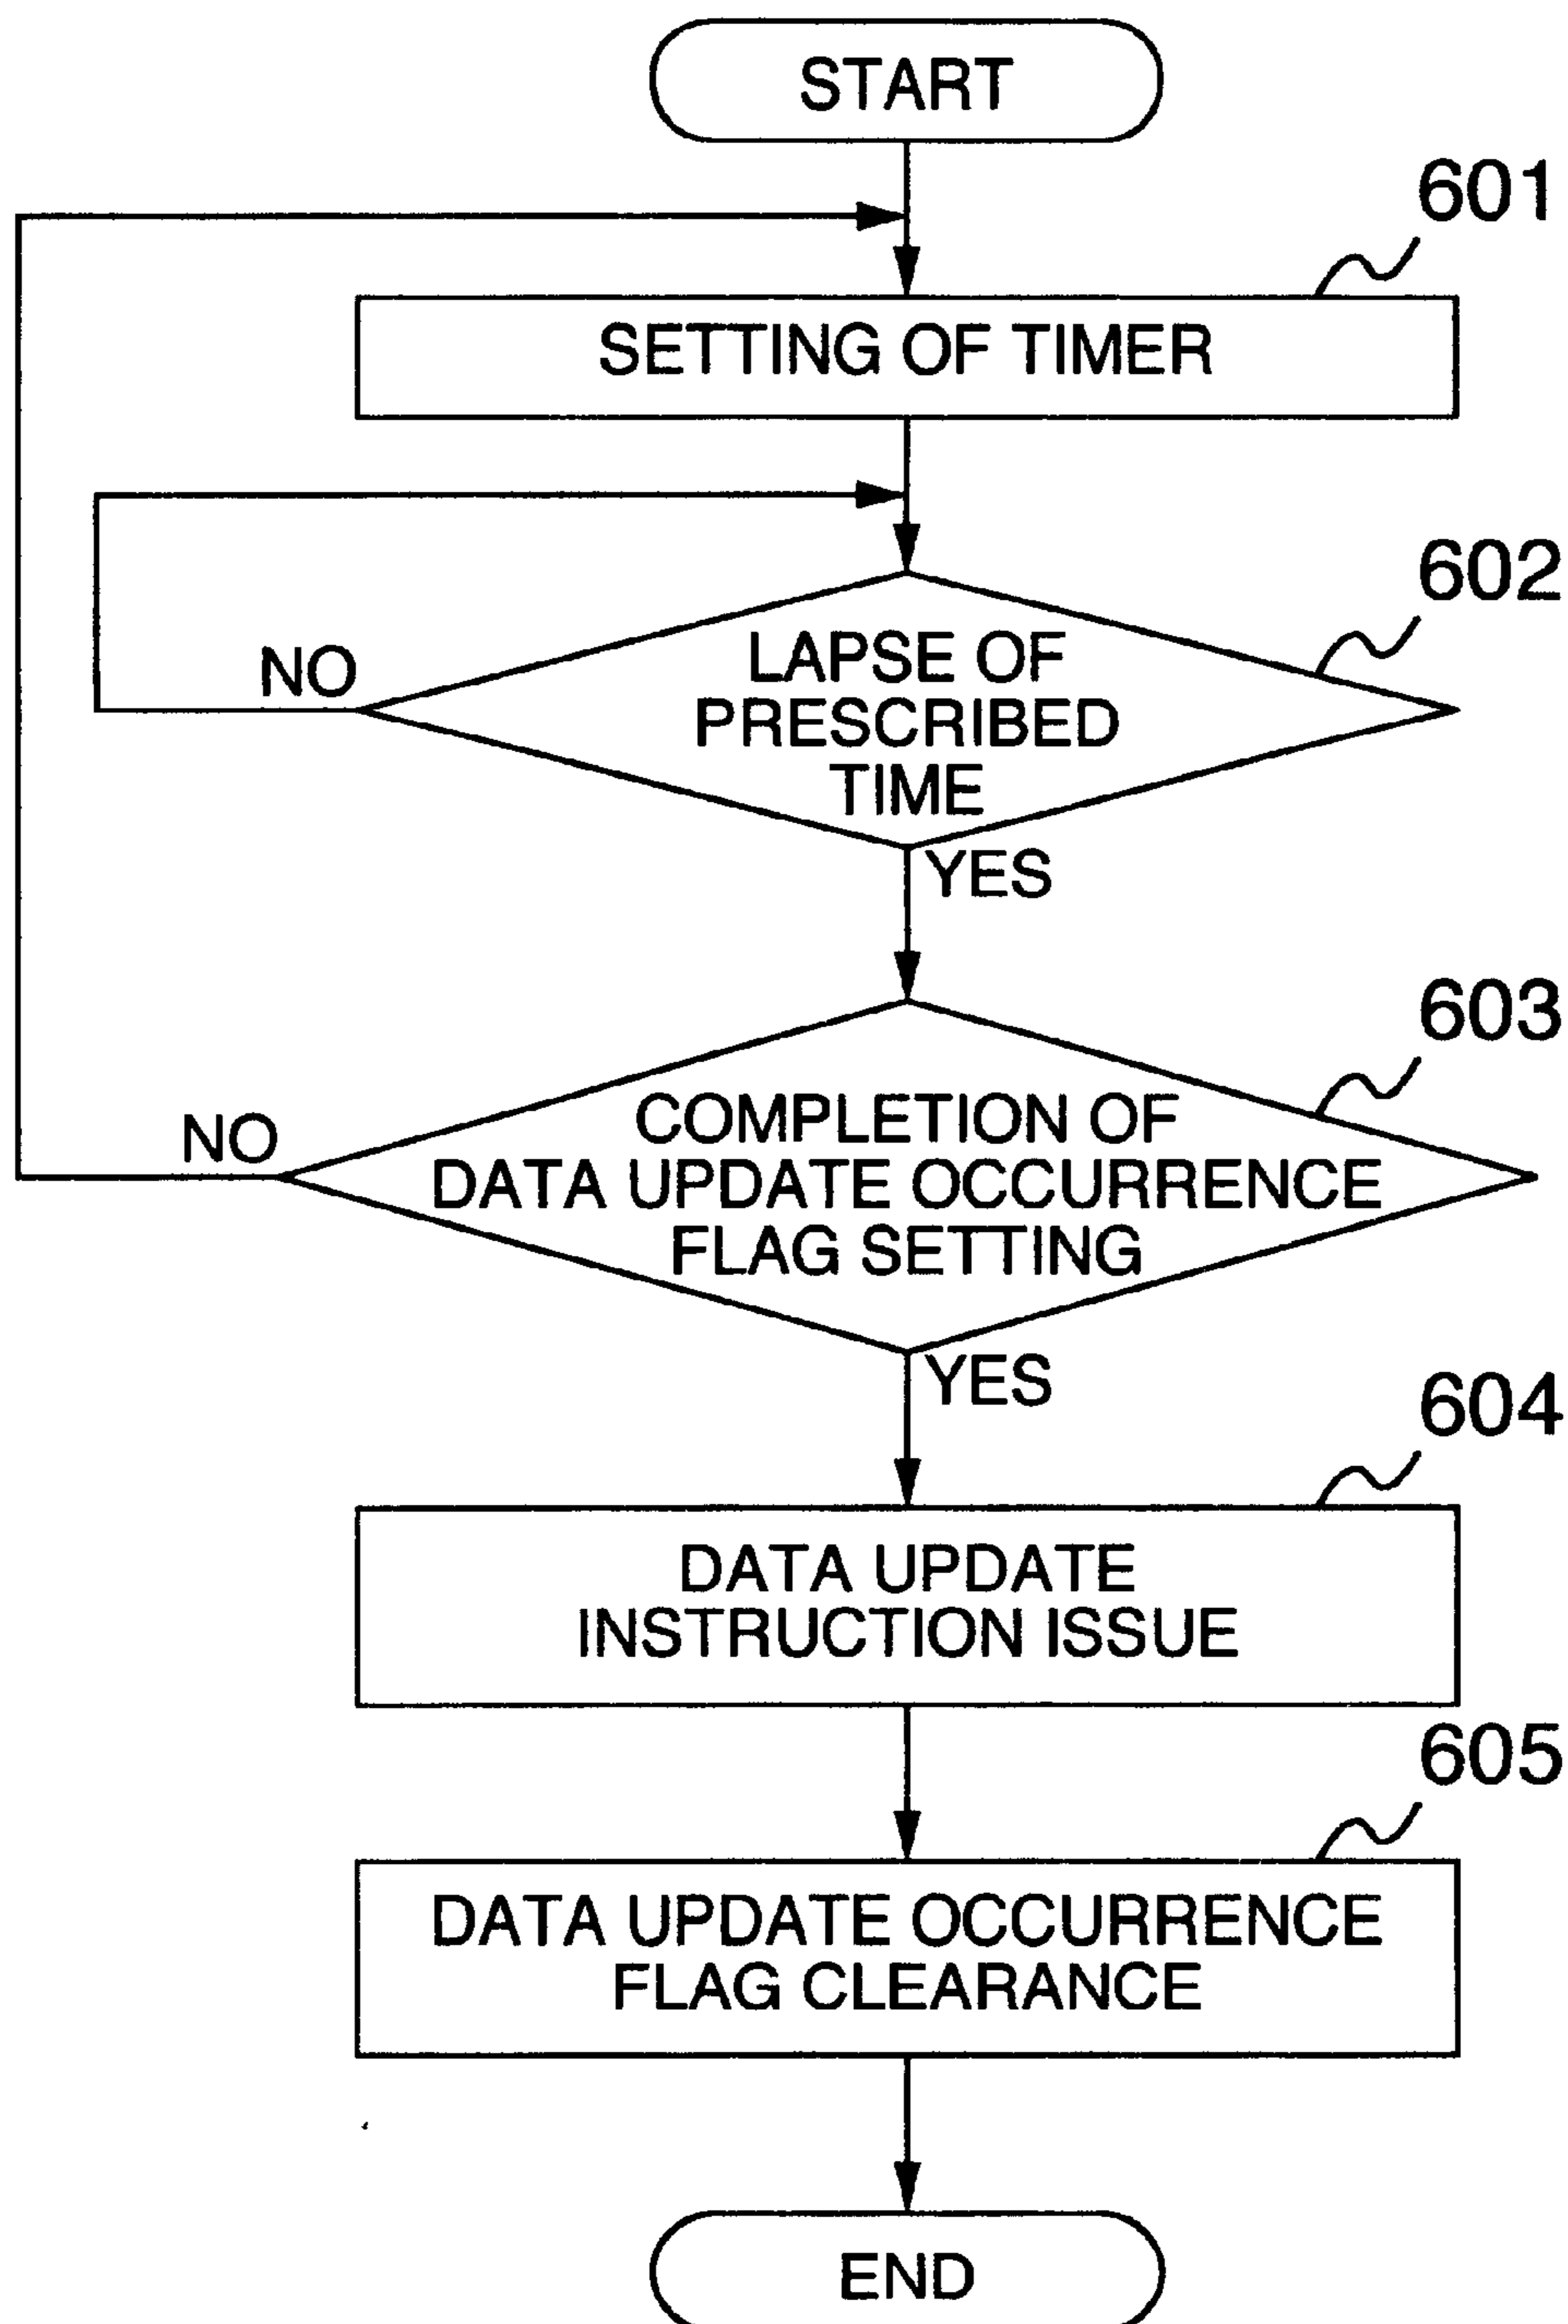 START
601
SETTING OF TIMER
602
LAPSE OF
PRESCRIBED
TIME
NO
YES
603
COMPLETION OF
DATA UPDATE OCCURRENCE
FLAG SETTING
NO
YES
604
DATA UPDATE
INSTRUCTION ISSUE
605
DATA UPDATE OCCURRENCE
FLAG CLEARANCE
END